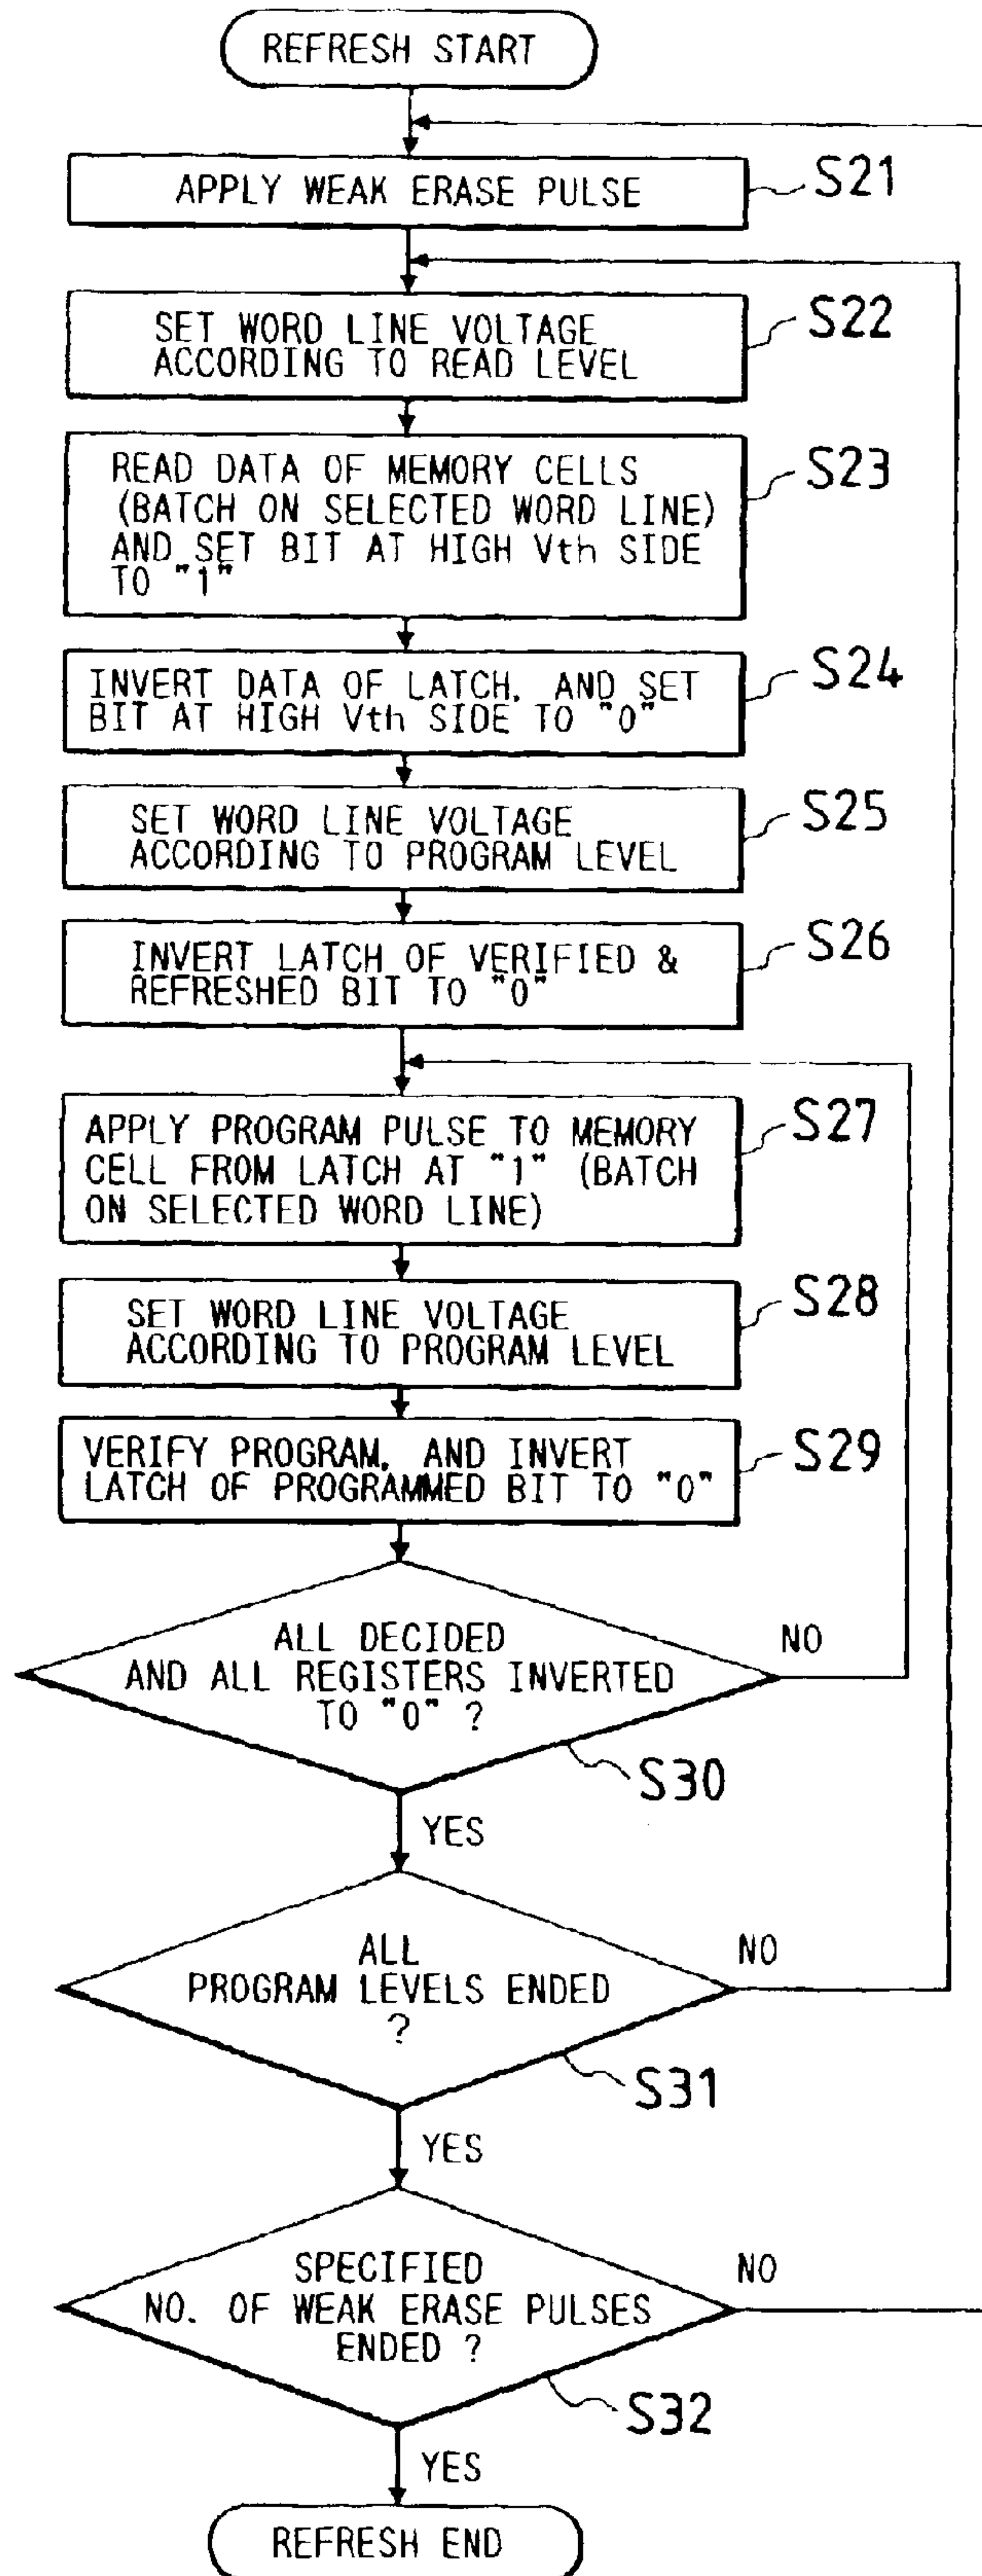 REFRESH START
APPLY WEAK ERASE PULSE
S21
SET WORD LINE VOLTAGE
ACCORDING TO READ LEVEL
S22
READ DATA OF MEMORY CELLS
(BATCH ON SELECTED WORD LINE)
AND SET BIT AT HIGH Vth SIDE
TO "1"
S23
INVERT DATA OF LATCH, AND SET
BIT AT HIGH Vth SIDE TO "0"
S24
SET WORD LINE VOLTAGE
ACCORDING TO PROGRAM LEVEL
S25
INVERT LATCH OF VERIFIED &
REFRESHED BIT TO "0"
S26
APPLY PROGRAM PULSE TO MEMORY
CELL FROM LATCH AT "1" (BATCH
ON SELECTED WORD LINE)
S27
SET WORD LINE VOLTAGE
ACCORDING TO PROGRAM LEVEL
S28
VERIFY PROGRAM, AND INVERT
LATCH OF PROGRAMMED BIT TO "0"
S29
ALL DECIDED
AND ALL REGISTERS INVERTED
TO "0" ?
NO
S30
YES
ALL
PROGRAM LEVELS ENDED
?
NO
S31
YES
SPECIFIED
NO. OF WEAK ERASE PULSES
ENDED ?
NO
S32
YES
REFRESH END